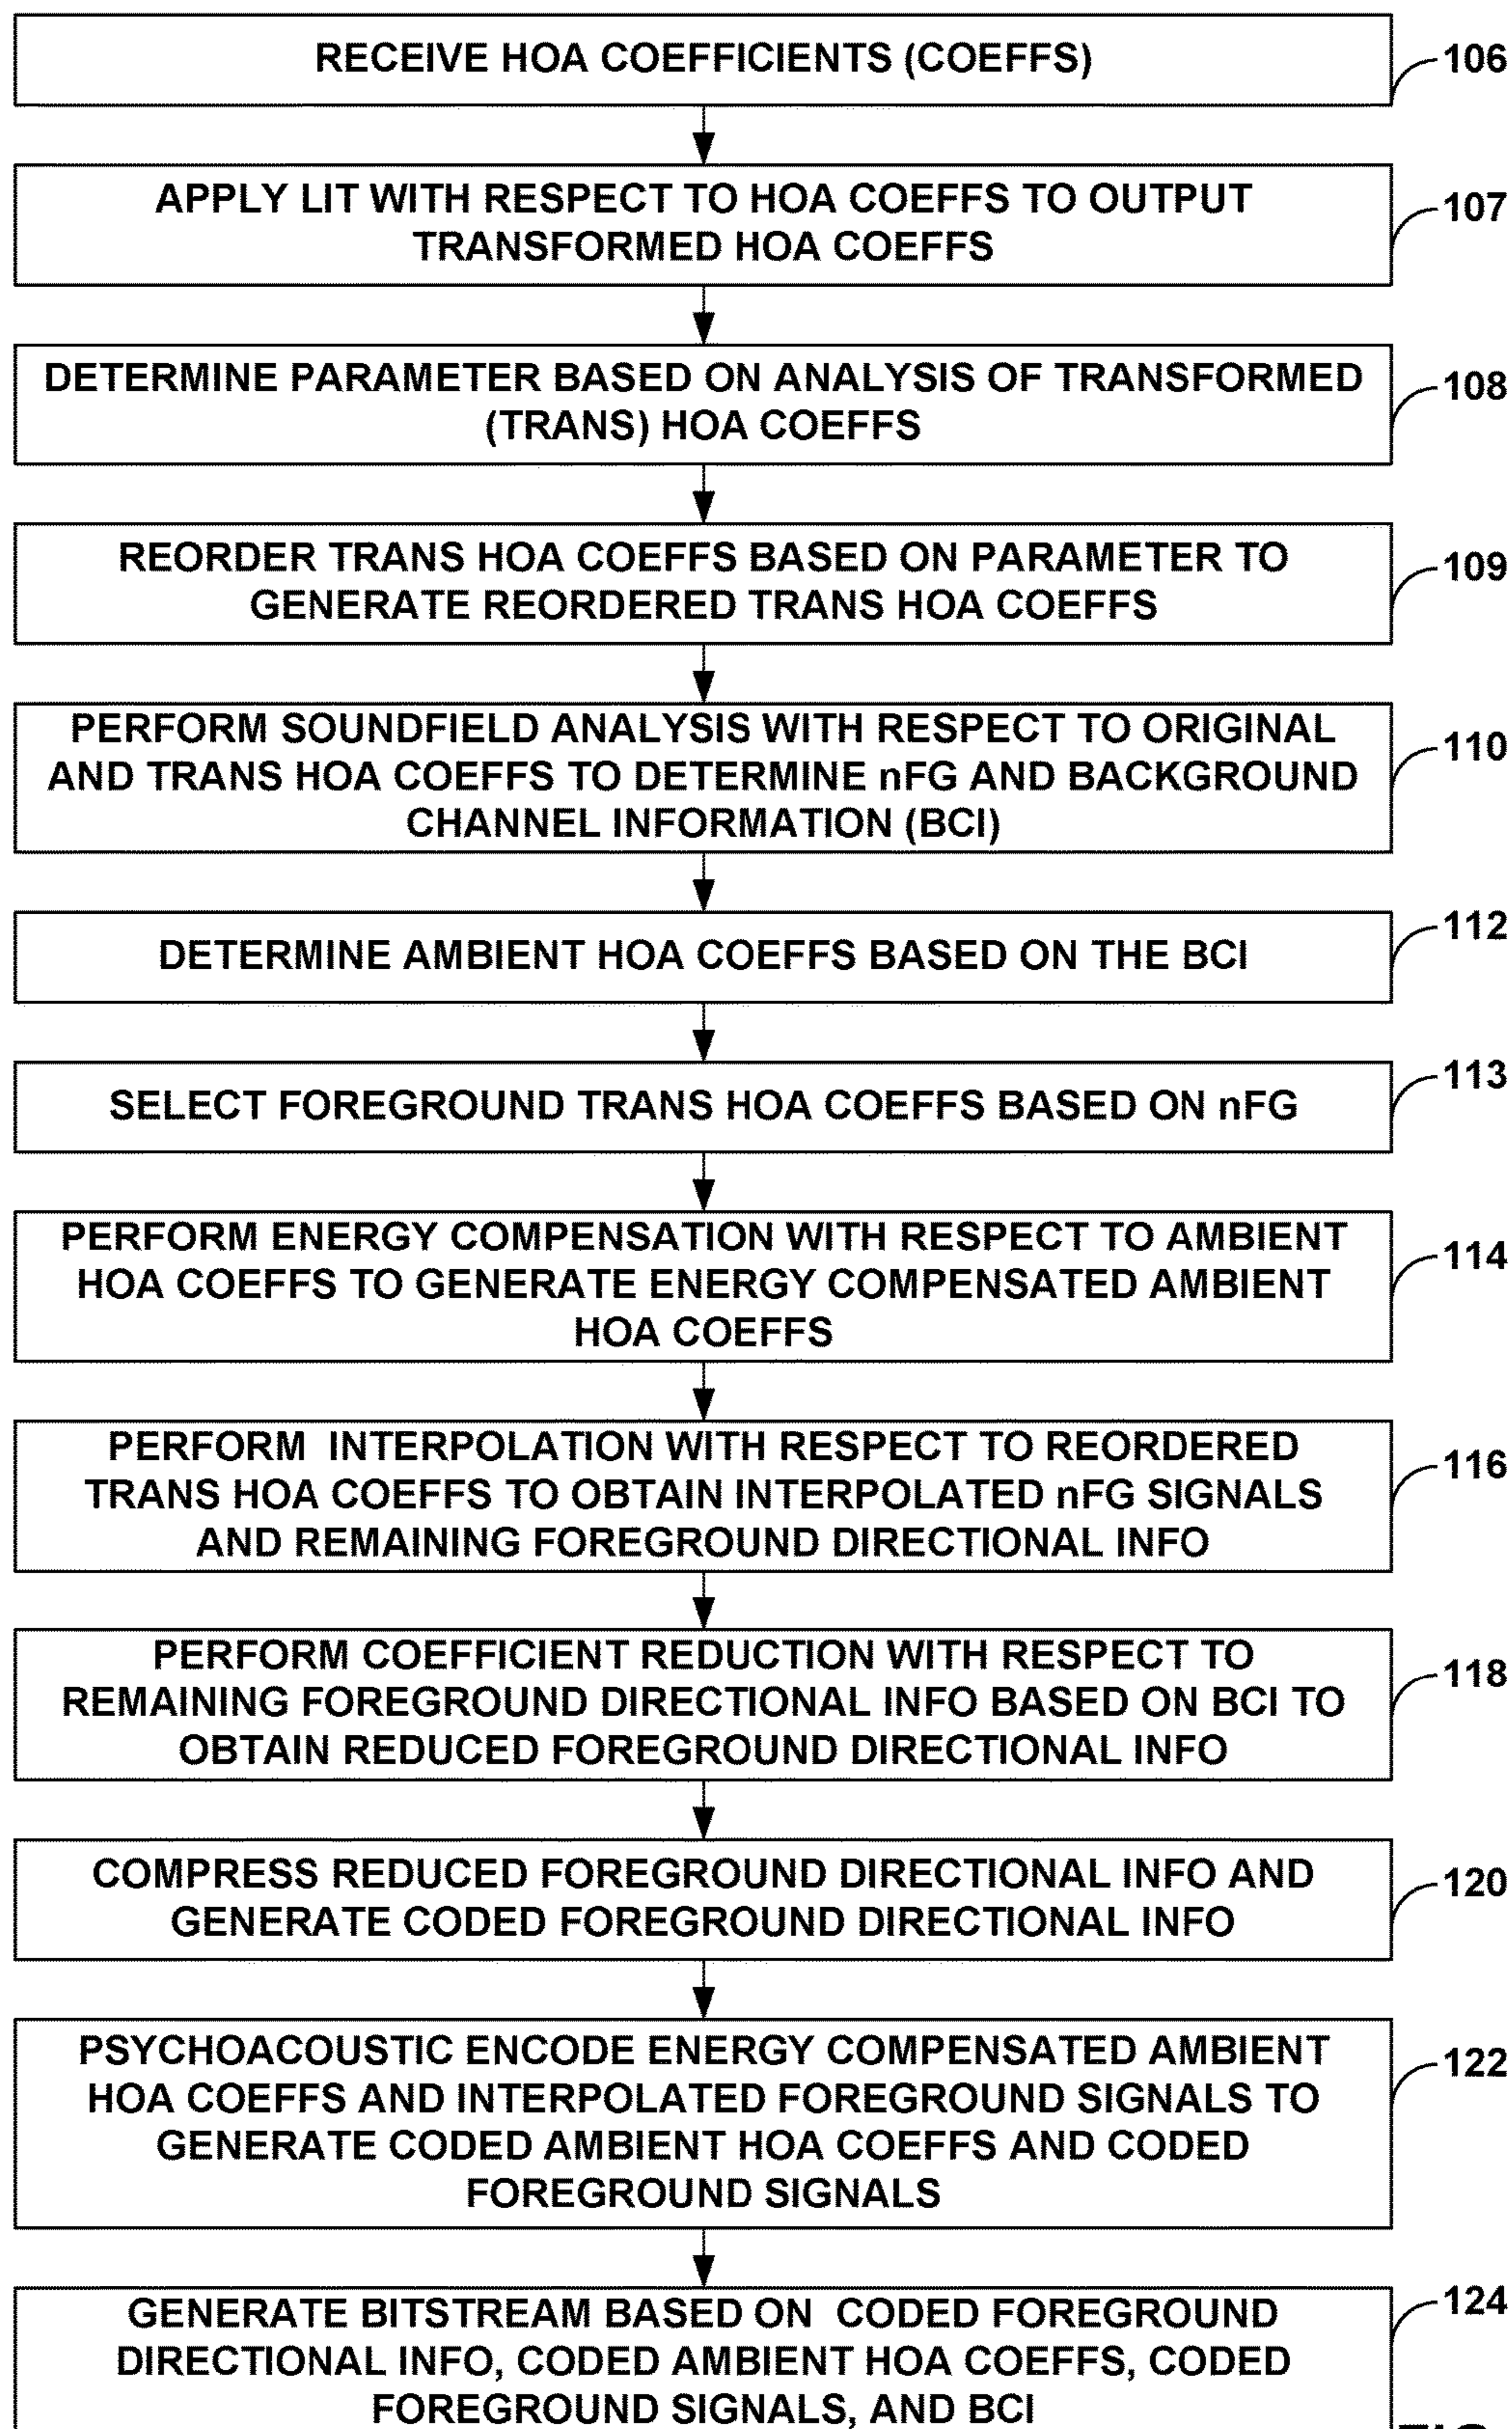 RECEIVE HOA COEFFICIENTS (COEFFS)
106
APPLY LIT WITH RESPECT TO HOA COEFFS TO OUTPUT
TRANSFORMED HOA COEFFS
107
DETERMINE PARAMETER BASED ON ANALYSIS OF TRANSFORMED
(TRANS) HOA COEFFS
108
REORDER TRANS HOA COEFFS BASED ON PARAMETER TO
GENERATE REORDERED TRANS HOA COEFFS
109
PERFORM SOUNDFIELD ANALYSIS WITH RESPECT TO ORIGINAL
AND TRANS HOA COEFFS TO DETERMINE nFG AND BACKGROUND
CHANNEL INFORMATION (BCI)
110
DETERMINE AMBIENT HOA COEFFS BASED ON THE BCI
112
SELECT FOREGROUND TRANS HOA COEFFS BASED ON nFG
113
PERFORM ENERGY COMPENSATION WITH RESPECT TO AMBIENT
HOA COEFFS TO GENERATE ENERGY COMPENSATED AMBIENT
HOA COEFFS
114
PERFORM INTERPOLATION WITH RESPECT TO REORDERED
TRANS HOA COEFFS TO OBTAIN INTERPOLATED nFG SIGNALS
AND REMAINING FOREGROUND DIRECTIONAL INFO
116
PERFORM COEFFICIENT REDUCTION WITH RESPECT TO
REMAINING FOREGROUND DIRECTIONAL INFO BASED ON BCI TO
OBTAIN REDUCED FOREGROUND DIRECTIONAL INFO
118
COMPRESS REDUCED FOREGROUND DIRECTIONAL INFO AND
GENERATE CODED FOREGROUND DIRECTIONAL INFO
120
PSYCHOACOUSTIC ENCODE ENERGY COMPENSATED AMBIENT
HOA COEFFS AND INTERPOLATED FOREGROUND SIGNALS TO
GENERATE CODED AMBIENT HOA COEFFS AND CODED
FOREGROUND SIGNALS
122
GENERATE BITSTREAM BASED ON CODED FOREGROUND
DIRECTIONAL INFO, CODED AMBIENT HOA COEFFS, CODED
FOREGROUND SIGNALS, AND BCI
124